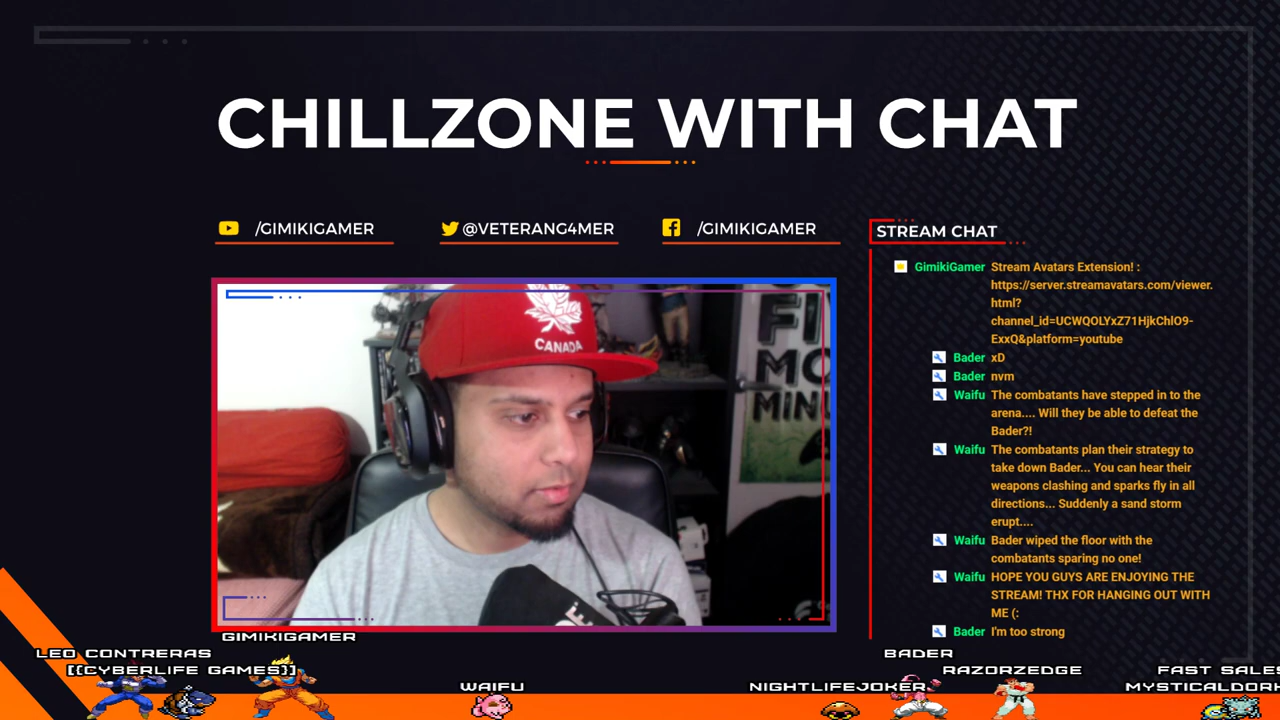 CHILLZONE WITH CHAT
/GIMIKIGAMER
@VETERANG4MER
/GIMIKIGAMER
STREAM CHAT
GimikiGamer Stream Avatars Extension! :
https://server.streamavatars.com/viewer.
html?
channel_id=UCWQOLYxZ71HjkChlO9-
ExxQ&platform=youtube
Bader xD
Bader nvm
Waifu The combatants have stepped in to the
arena.... Will they be able to defeat the
Bader?!
Waifu The combatants plan their strategy to
take down Bader... You can hear their
weapons clashing and sparks fly in all
directions... Suddenly a sand storm
erupt....
Waifu Bader wiped the floor with the
combatants sparing no one!
Waifu HOPE YOU GUYS ARE ENJOYING THE
STREAM! THX FOR HANGING OUT WITH
ME (:
Bader I'm too strong
CANADA
GIMIKIGAMER
LEO CONTRERAS
[[CYBERLIFE GAMES]]
WAIFU
NIGHTLIFEJOKER
BADER
RAZORZEDGE
FAST SALES
MYSTICALDORK